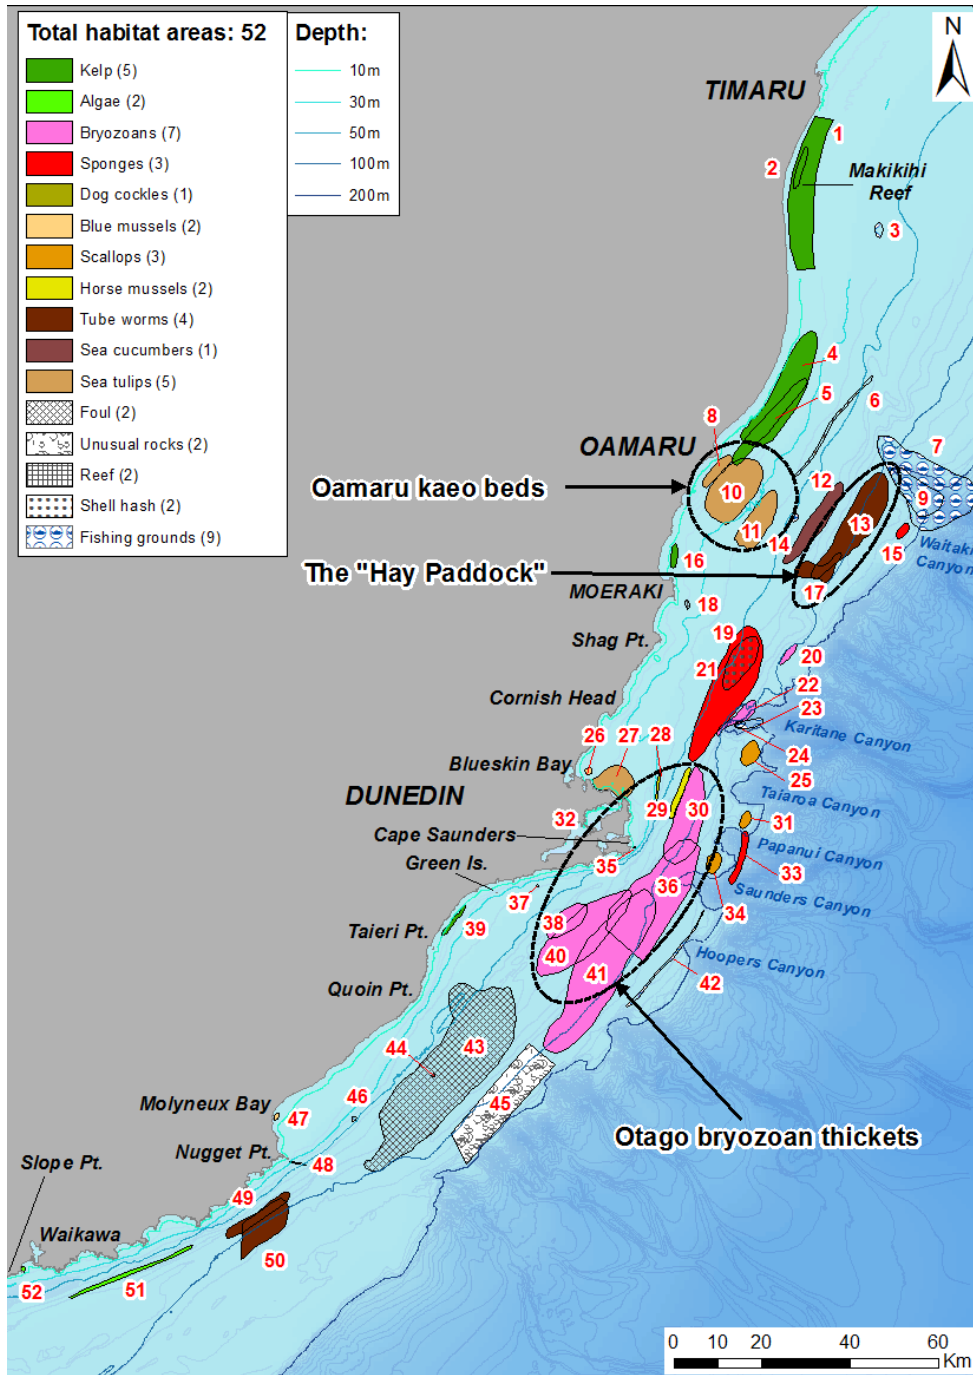 Total habitat areas: 52
Kelp (5)
Algae (2)
Bryozoans (7)
Sponges (3)
Dog cockles (1)
Blue mussels (2)
Scallops (3)
Horse mussels (2)
Tube worms (4)
Sea cucumbers (1)
Sea tulips (5)
Foul (2)
Unusual rocks (2)
Reef (2)
Shell hash (2)
Fishing grounds (9)
Depth:
10m
30m
50m
100m
200m
N
TIMARU
1
2
Makikihi
Reef
3
4
5
6
8
OAMARU
7
Oamaru kaeo beds
10
12
9
13
11
14
15
Waitaki
Canyon
16
The "Hay Paddock"
MOERAKI
17
18
Shag Pt.
19
20
21
Cornish Head
22
23
Karitane Canyon
24
25
Blueskin Bay
26
27
28
DUNEDIN
29
30
Taiaroa Canyon
31
32
Cape Saunders
Papanui Canyon
Green Is.
35
33
36
34
Saunders Canyon
37
38
39
Taieri Pt.
40
41
Hoopers Canyon
42
Quoin Pt.
43
44
45
46
Molyneux Bay
47
Otago bryozoan thickets
Nugget Pt.
48
Slope Pt.
49
Waikawa
50
51
52
0 10 20 40 60
Km